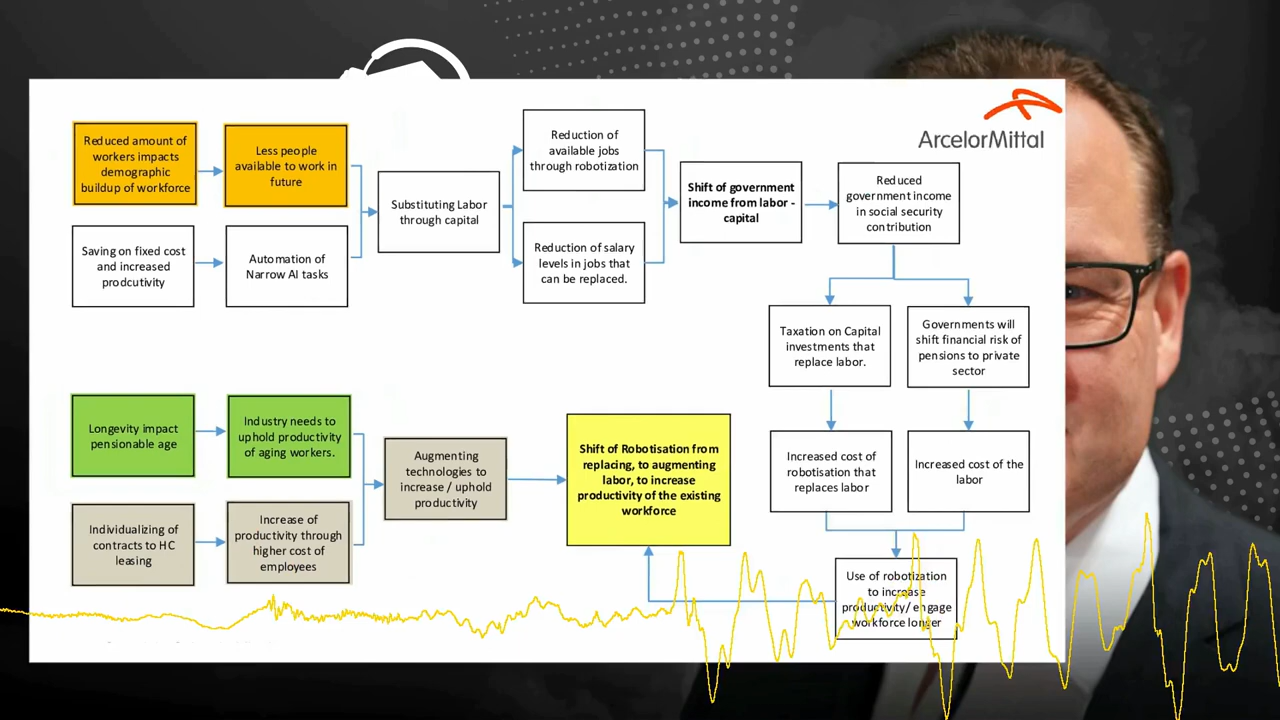 ArcelorMittal
Reduced amount of
workers impacts
demographic
buildup of workforce
Less people
available to work in
future
Saving on fixed cost
and increased
prodcutivity
Automation of
Narrow AI tasks
Substituting Labor
through capital
Reduction of
available jobs
through robotization
Reduction of salary
levels in jobs that
can be replaced.
Shift of government
income from labor -
capital
Reduced
government income
in social security
contribution
Taxation on Capital
investments that
replace labor.
Governments will
shift financial risk of
pensions to private
sector
Increased cost of
robotisation that
replaces labor
Increased cost of the
labor
Use of robotization
to increase
productivity/ engage
workforce longer
Longevity impact
pensionable age
Industry needs to
uphold productivity
of aging workers.
Individualizing of
contracts to HC
leasing
Increase of
productivity through
higher cost of
employees
Augmenting
technologies to
increase / uphold
productivity
Shift of Robotisation from
replacing, to augmenting
labor, to increase
productivity of the existing
workforce